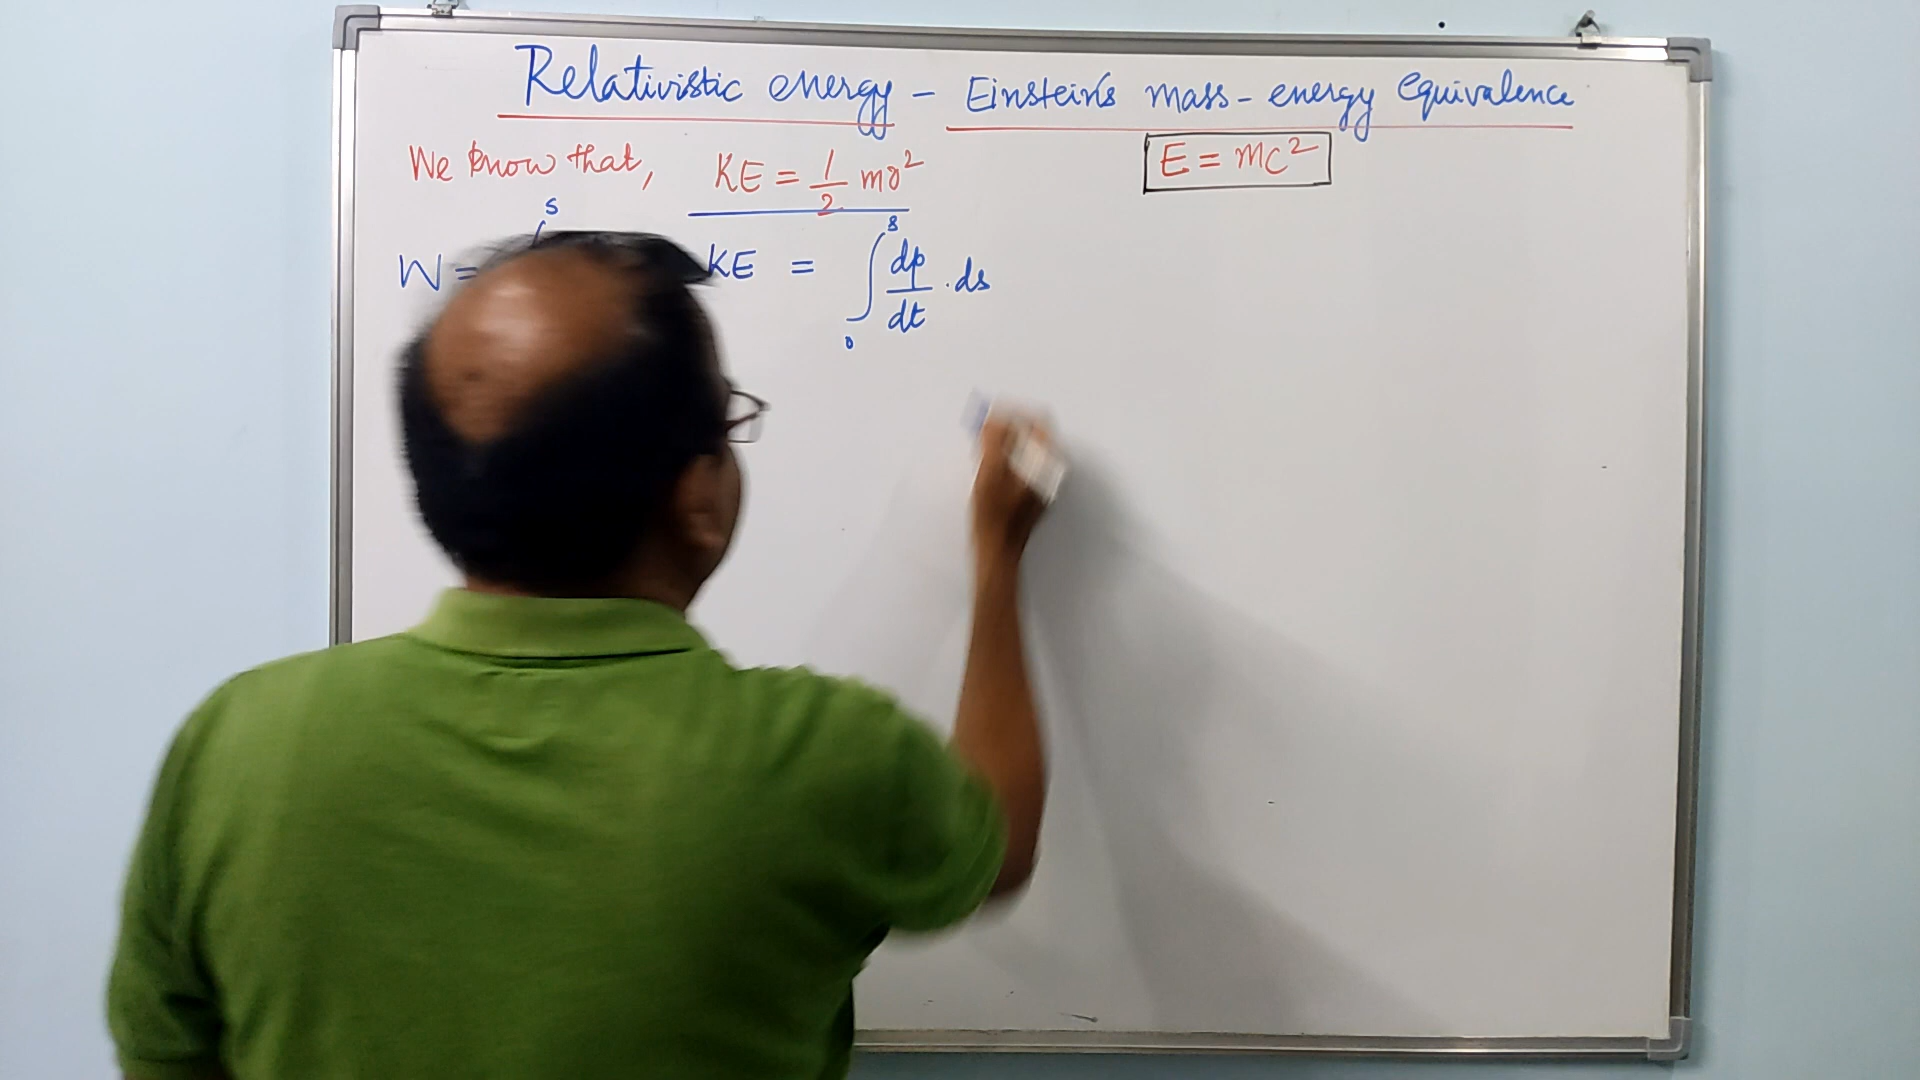 Relativistic energy – Einstein's mass-energy equivalence
We know that, KE = 1/2 mv² E = mc²
W = ∫ s KE = ∫₀ˢ dp/dt . ds